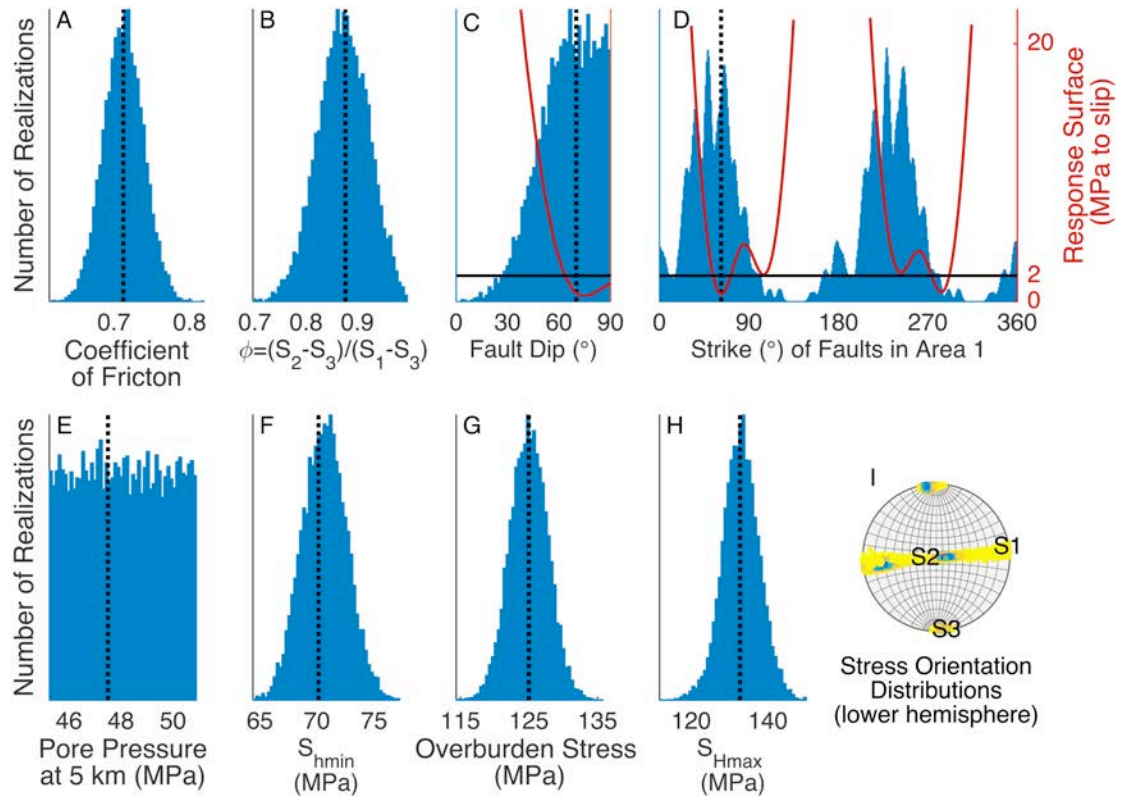 A
B
C
D
Number of Realizations
20
2
0
Response Surface
(MPa to slip)
0.7
0.8
0.7
0.8
0.9
0
30
60
90
0
90
180
270
360
Coefficient
of Fricton
ϕ=(S2-S3)/(S1-S3)
Fault Dip (°)
Strike (°) of Faults in Area 1
E
F
G
H
I
Number of Realizations
S1
S2
S3
Stress Orientation
Distributions
(lower hemisphere)
46
48
50
65
70
75
115
125
135
120
140
Pore Pressure
at 5 km (MPa)
Shmin
(MPa)
Overburden Stress
(MPa)
SHmax
(MPa)